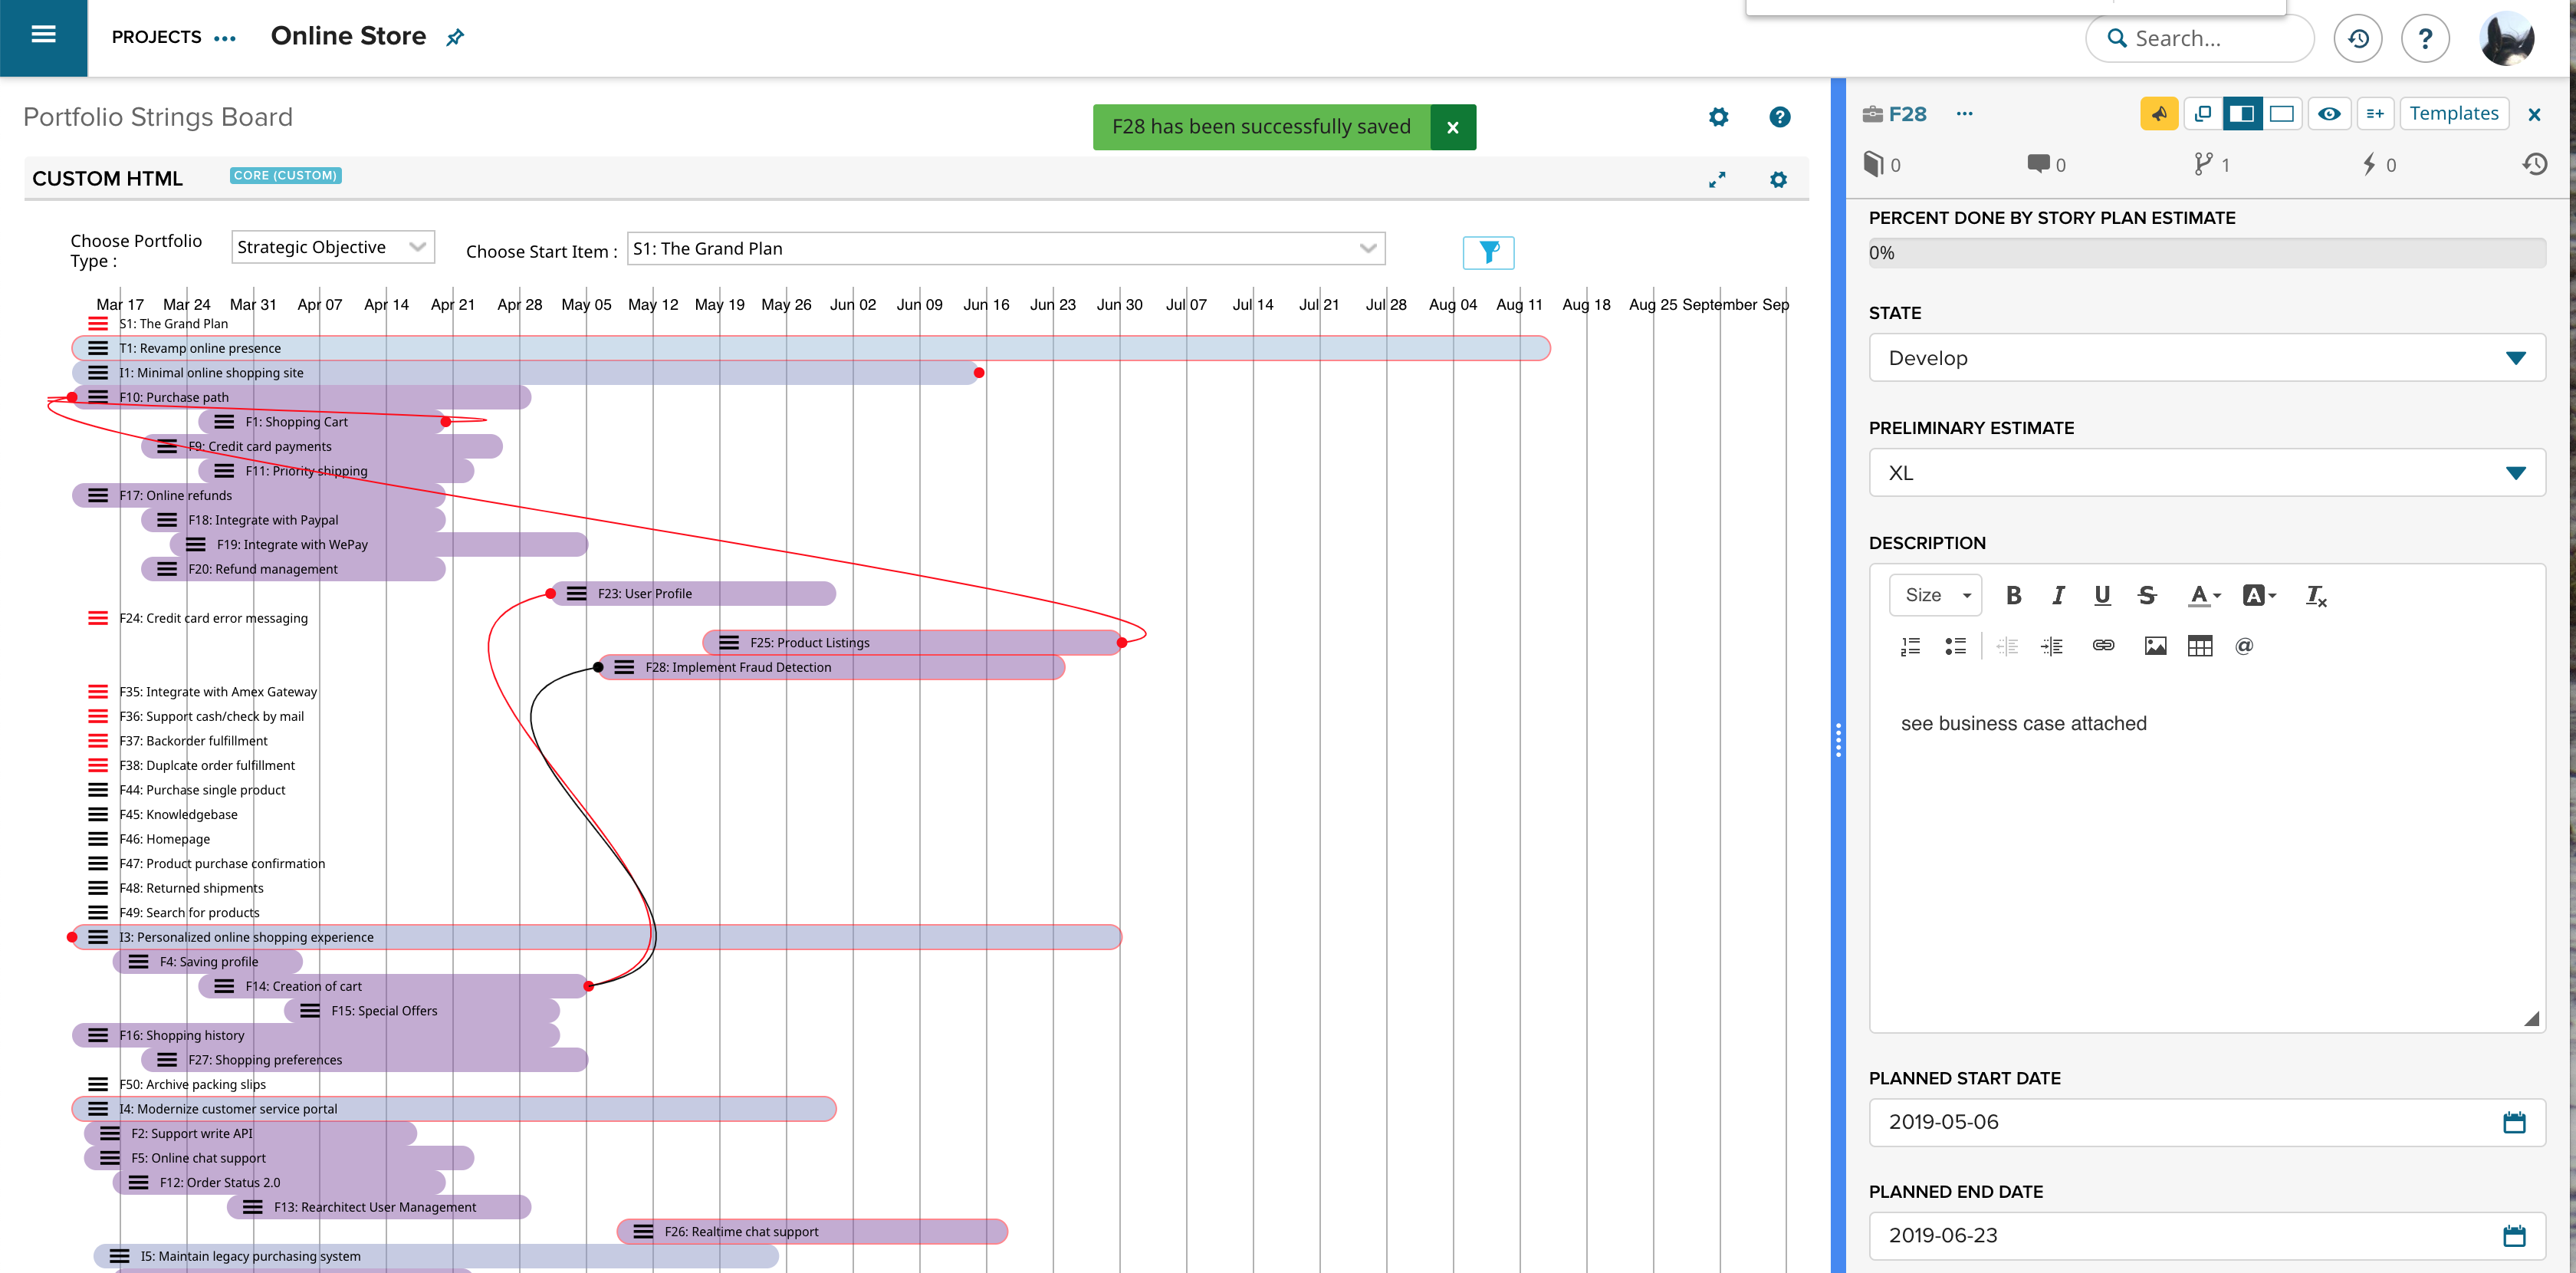 PROJECTS ••• Online Store
Search...
?
Portfolio Strings Board
F28 has been successfully saved x
CUSTOM HTML CORE (CUSTOM)
Choose Portfolio Type :
Strategic Objective
Choose Start Item : S1: The Grand Plan
Mar 17 Mar 24 Mar 31 Apr 07 Apr 14 Apr 21 Apr 28 May 05 May 12 May 19 May 26 Jun 02 Jun 09 Jun 16 Jun 23 Jun 30 Jul 07 Jul 14 Jul 21 Jul 28 Aug 04 Aug 11 Aug 18 Aug 25 September Sep
S1: The Grand Plan
T1: Revamp online presence
I1: Minimal online shopping site
F10: Purchase path
F1: Shopping Cart
F9: Credit card payments
F11: Priority shipping
F17: Online refunds
F18: Integrate with Paypal
F19: Integrate with WePay
F20: Refund management
F23: User Profile
F24: Credit card error messaging
F25: Product Listings
F28: Implement Fraud Detection
F35: Integrate with Amex Gateway
F36: Support cash/check by mail
F37: Backorder fulfillment
F38: Duplcate order fulfillment
F44: Purchase single product
F45: Knowledgebase
F46: Homepage
F47: Product purchase confirmation
F48: Returned shipments
F49: Search for products
I3: Personalized online shopping experience
F4: Saving profile
F14: Creation of cart
F15: Special Offers
F16: Shopping history
F27: Shopping preferences
F50: Archive packing slips
I4: Modernize customer service portal
F2: Support write API
F5: Online chat support
F12: Order Status 2.0
F13: Rearchitect User Management
F26: Realtime chat support
I5: Maintain legacy purchasing system
F28 ••• Templates x
0 0 1 0
PERCENT DONE BY STORY PLAN ESTIMATE
0%
STATE
Develop
PRELIMINARY ESTIMATE
XL
DESCRIPTION
Size B I U S A A Tx
@
see business case attached
PLANNED START DATE
2019-05-06
PLANNED END DATE
2019-06-23